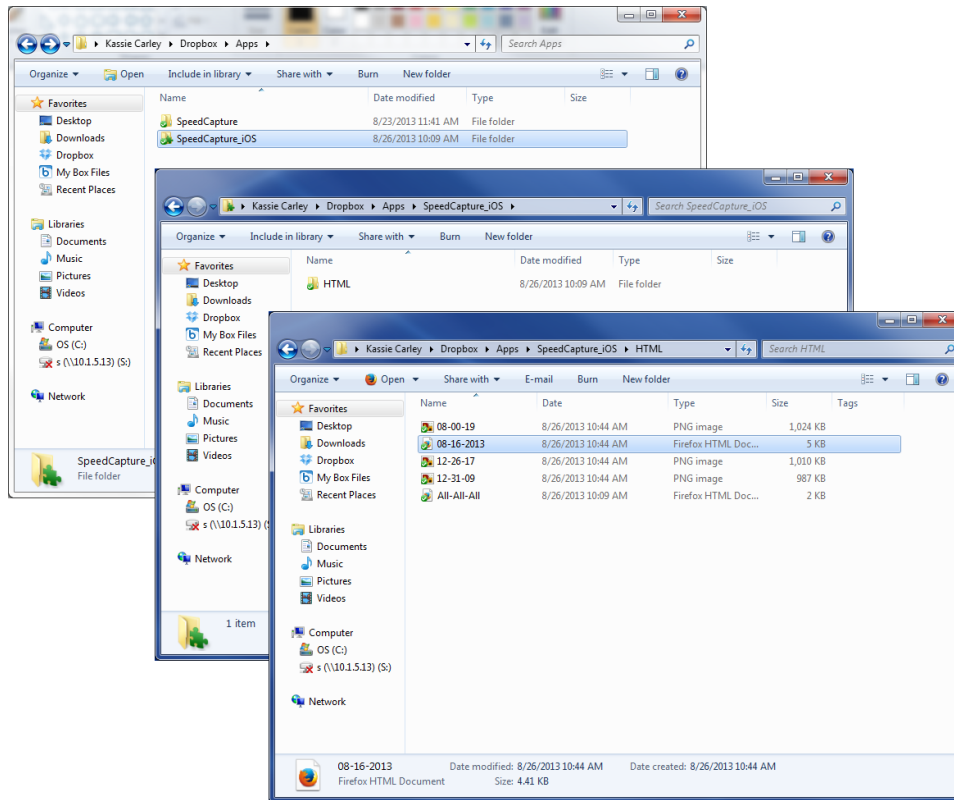 Kassie Carley Dropbox Apps Search Apps
Organize Open Include in library Share with Burn New folder
Favorites
Desktop
Downloads
Dropbox
My Box Files
Recent Places
Libraries
Documents
Music
Pictures
Videos
Computer
OS (C:)
s (\\10.1.5.13) (S:)
Network
Name Date modified Type Size
SpeedCapture 8/23/2013 11:41 AM File folder
SpeedCapture_iOS 8/26/2013 10:09 AM File folder
SpeedCapture_i
File folder
Kassie Carley Dropbox Apps SpeedCapture_iOS Search SpeedCapture_iOS
Organize Include in library Share with Burn New folder
Favorites
Desktop
Downloads
Dropbox
My Box Files
Recent Places
Libraries
Documents
Music
Pictures
Videos
Computer
OS (C:)
s (\\10.1.5.13) (S
Network
Name Date modified Type Size
HTML 8/26/2013 10:09 AM File folder
1 item
Kassie Carley Dropbox Apps SpeedCapture_iOS HTML Search HTML
Organize Open Share with E-mail Burn New folder
Favorites
Desktop
Downloads
Dropbox
My Box Files
Recent Places
Libraries
Documents
Music
Pictures
Videos
Computer
OS (C:)
s (\\10.1.5.13) (S:)
Network
Name Date Type Size Tags
08-00-19 8/26/2013 10:44 AM PNG image 1,024 KB
08-16-2013 8/26/2013 10:44 AM Firefox HTML Doc... 5 KB
12-26-17 8/26/2013 10:44 AM PNG image 1,010 KB
12-31-09 8/26/2013 10:44 AM PNG image 987 KB
All-All-All 8/26/2013 10:09 AM Firefox HTML Doc... 2 KB
08-16-2013 Date modified: 8/26/2013 10:44 AM Date created: 8/26/2013 10:44 AM
Firefox HTML Document Size: 4.41 KB